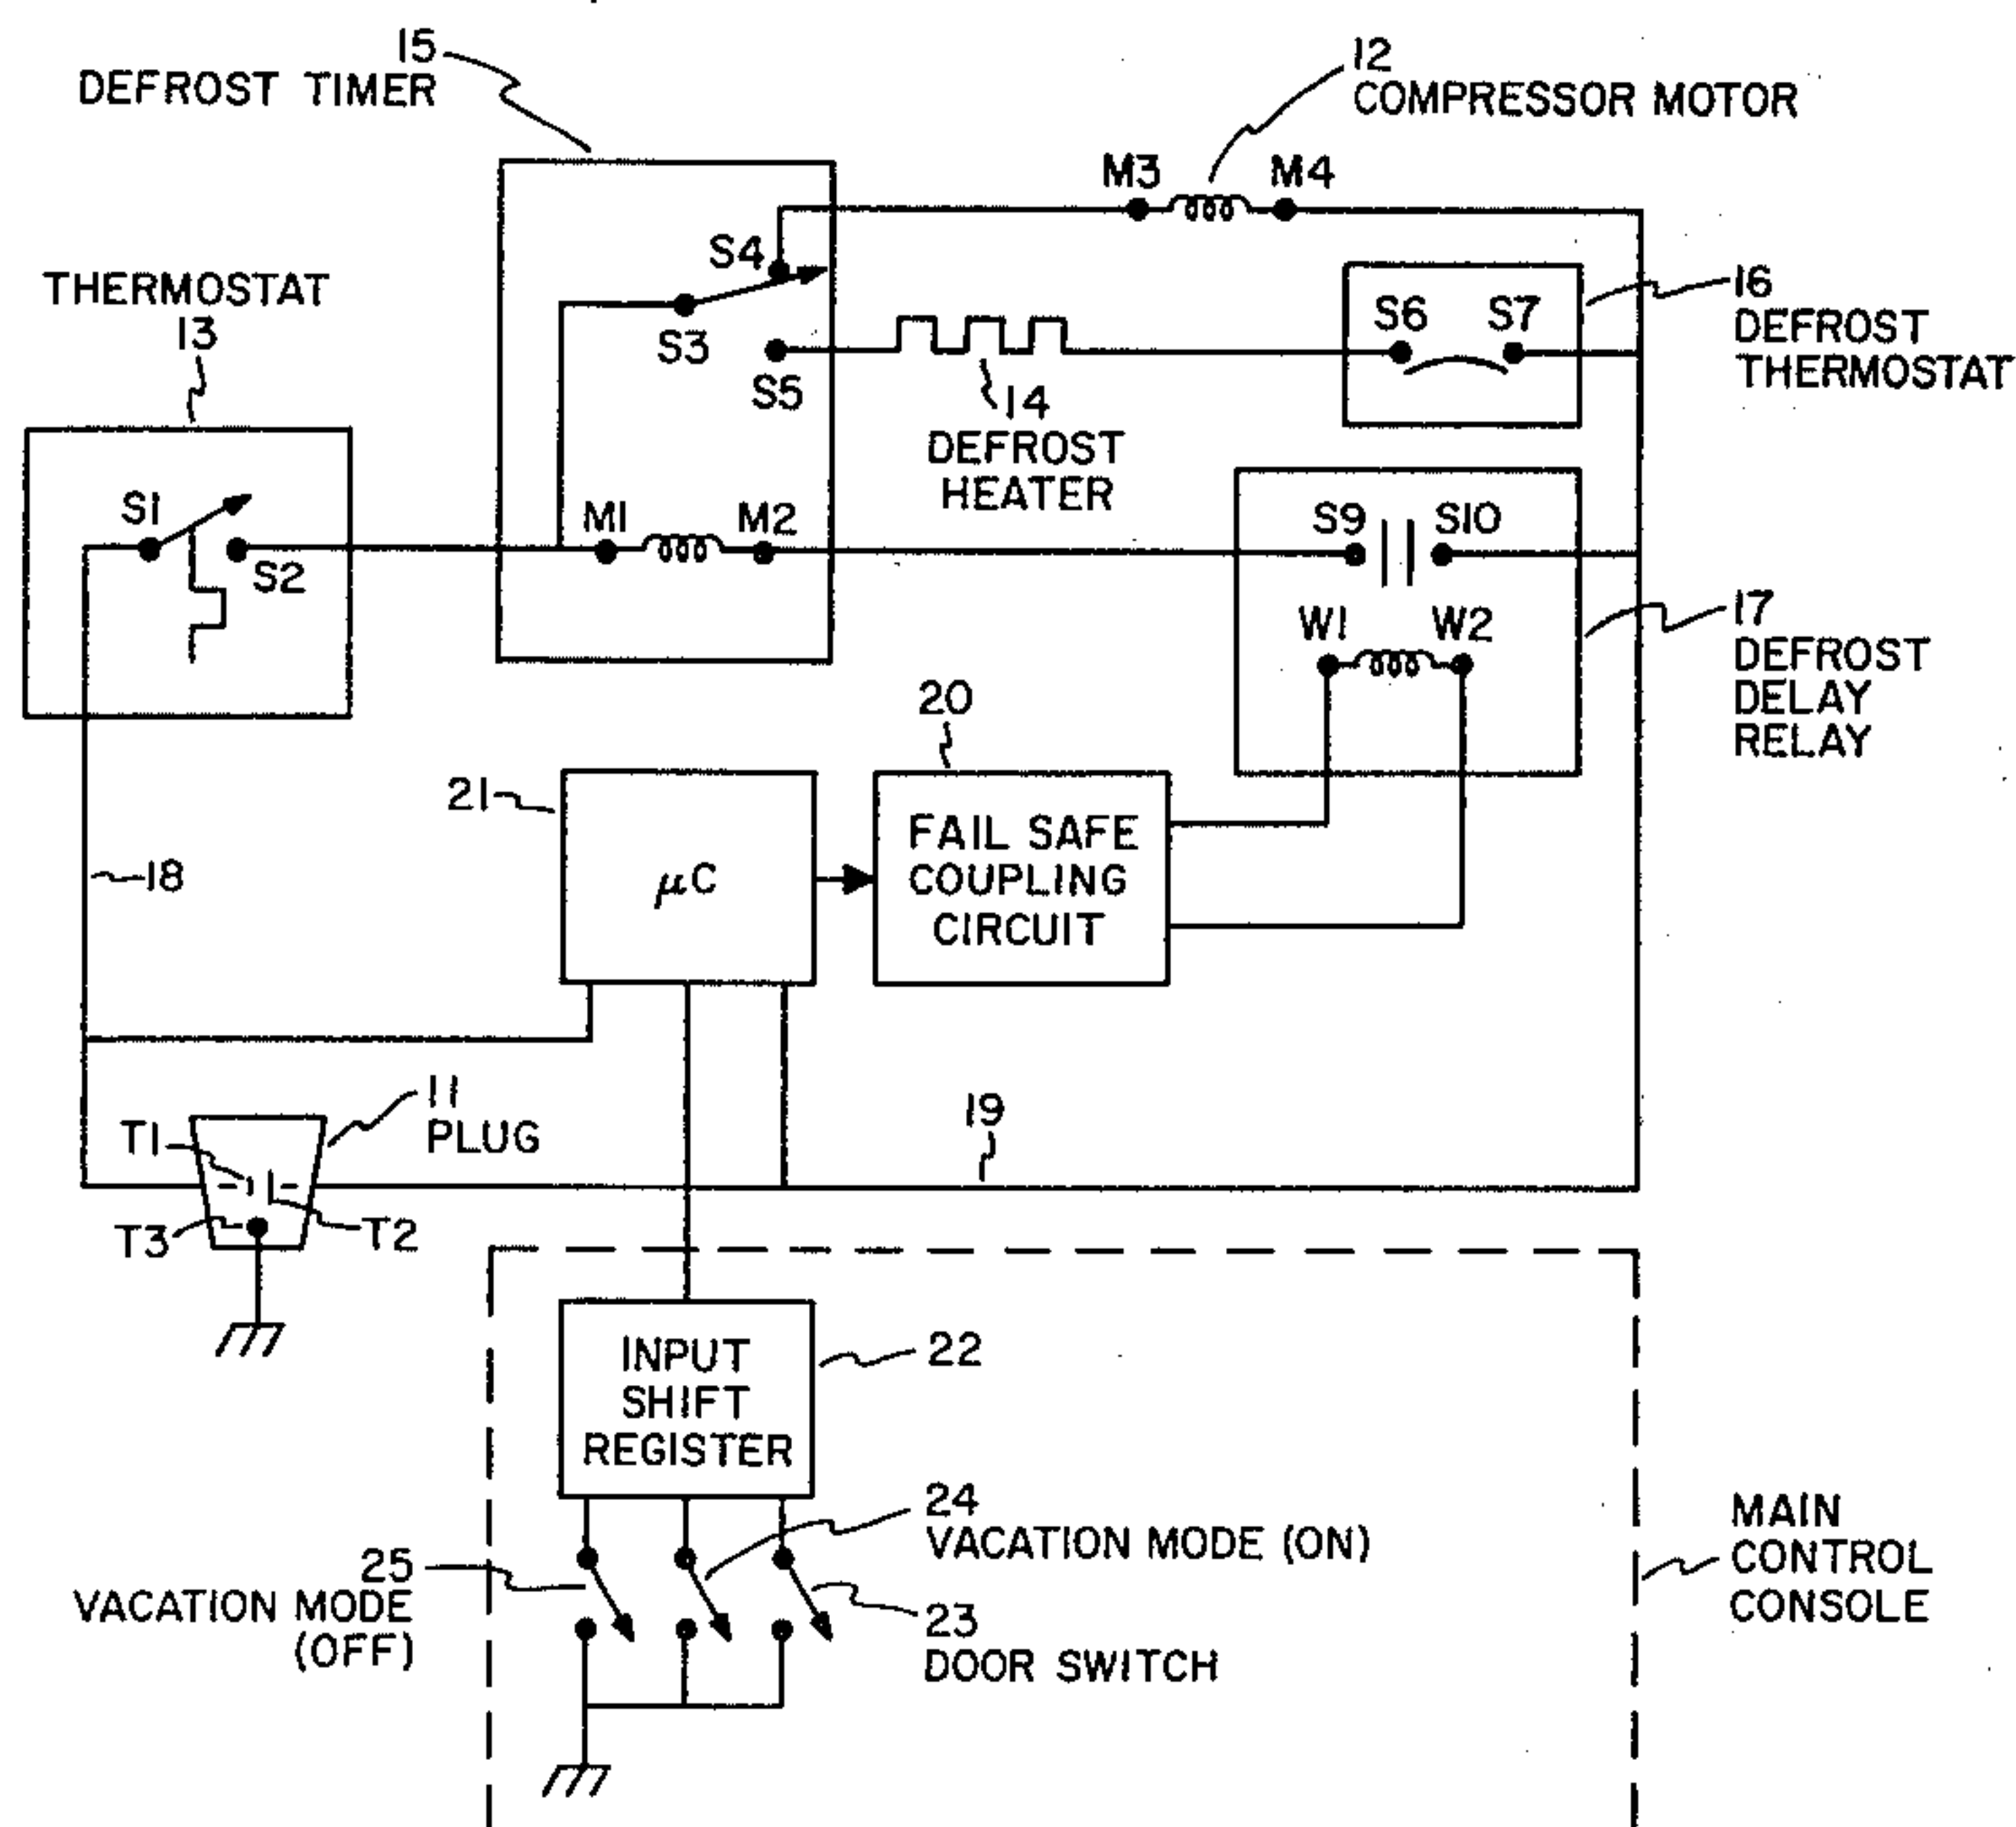 15
DEFROST TIMER
12
COMPRESSOR MOTOR
M3
M4
S4
THERMOSTAT
13
S3
S5
S6
S7
16
DEFROST
THERMOSTAT
14
DEFROST
HEATER
S1
S2
M1
M2
S9
S10
W1
W2
17
DEFROST
DELAY
RELAY
20
21
μC
FAIL SAFE
COUPLING
CIRCUIT
18
11
PLUG
T1
T3
T2
19
INPUT
SHIFT
REGISTER
22
24
VACATION MODE (ON)
25
VACATION MODE
(OFF)
23
DOOR SWITCH
MAIN
CONTROL
CONSOLE